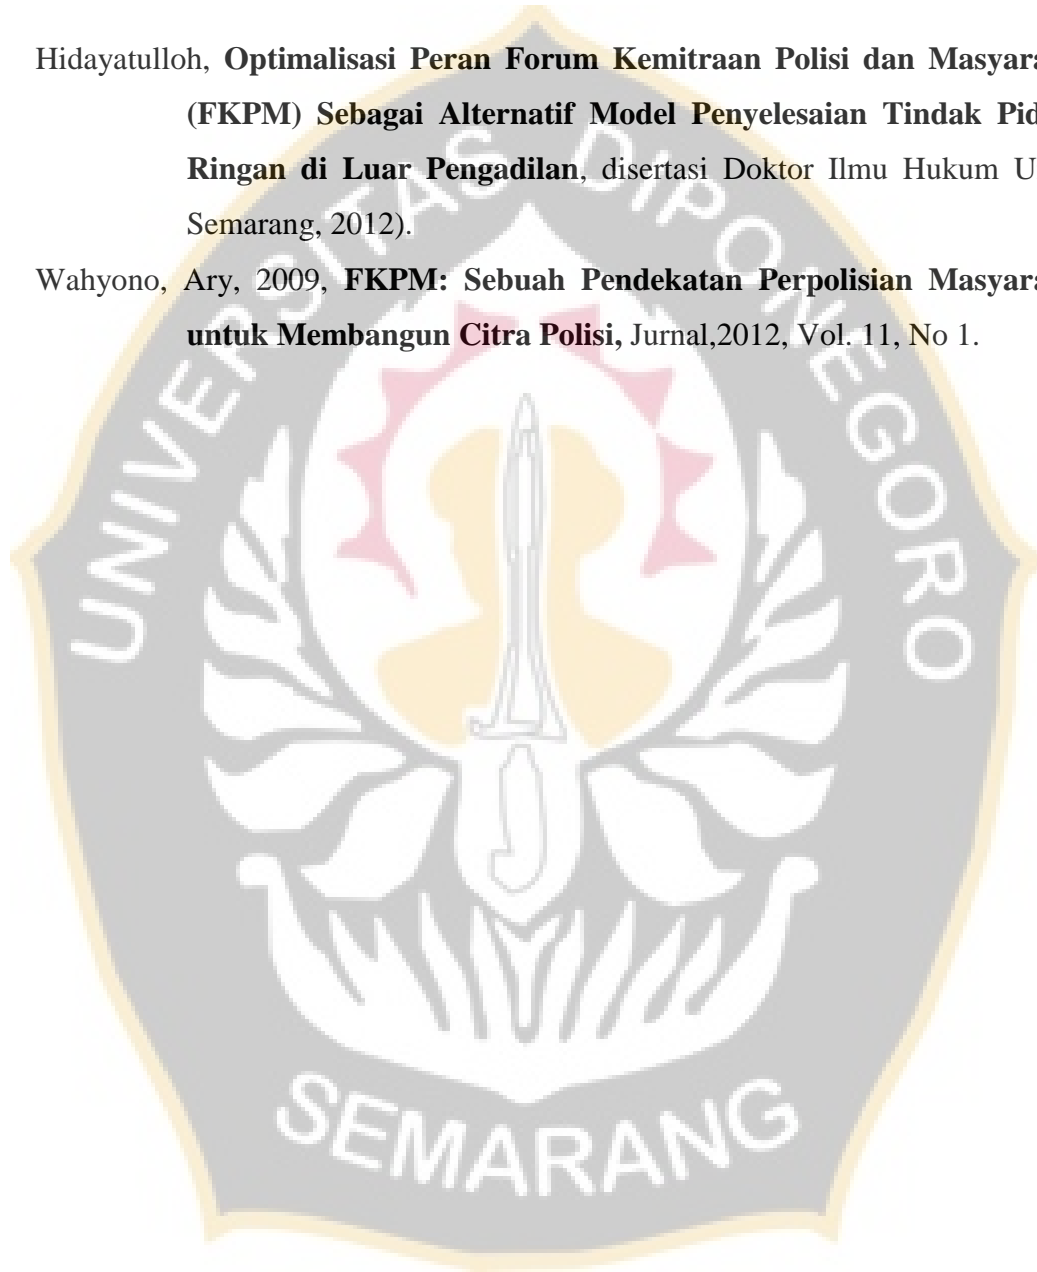 Hidayatulloh, Optimalisasi Peran Forum Kemitraan Polisi dan Masyara
(FKPM) Sebagai Alternatif Model Penyelesaian Tindak Pid
Ringan di Luar Pengadilan, disertasi Doktor Ilmu Hukum U
Semarang, 2012).
Wahyono, Ary, 2009, FKPM: Sebuah Pendekatan Perpolisian Masyara
untuk Membangun Citra Polisi, Jurnal,2012, Vol. 11, No 1.
UNIVERSITAS DIPONEGORO
SEMARANG